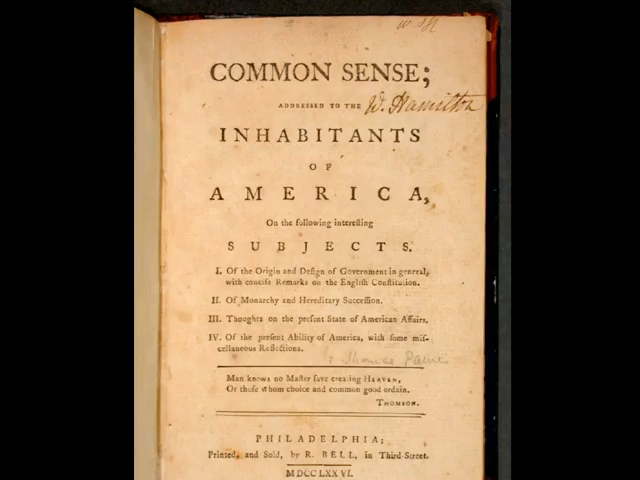 COMMON SENSE;
ADDRESSED TO THE
W. Hamilton
INHABITANTS
OF
AMERICA,
On the following intereſting
SUBJECTS.
I. Of the Origin and Deſign of Government in general,
with conciſe Remarks on the Engliſh Conſtitution.
II. Of Monarchy and Hereditary Succeſſion.
III. Thoughts on the preſent State of American Affairs.
IV. Of the preſent Ability of America, with ſome miſ-
cellaneous Reflections.
Thomas Paine
Man knows no Maſter ſave creating HEAVEN,
Or thoſe whom choice and common good ordain.
THOMSON.
PHILADELPHIA;
Printed, and Sold, by R. BELL, in Third-Street.
MDCCLXXVI.